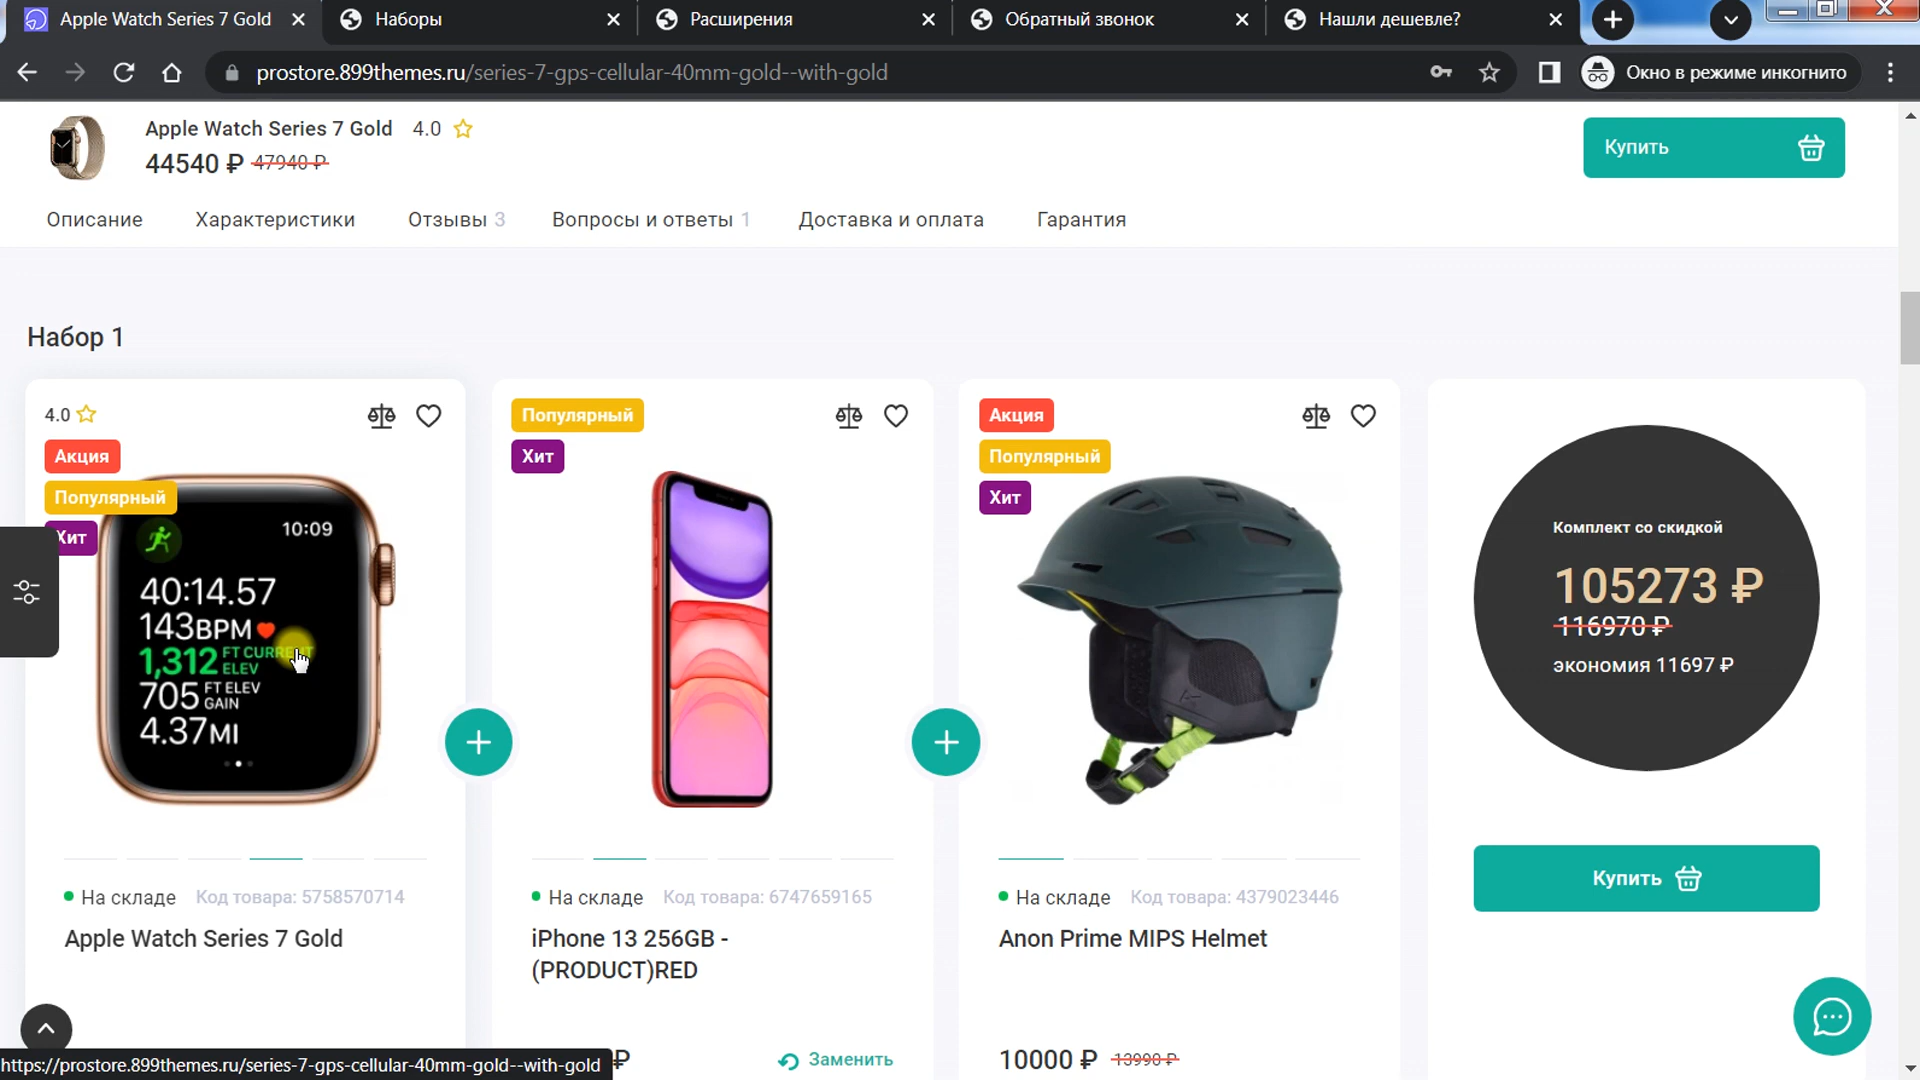 Apple Watch Series 7 Gold
Наборы
Расширения
Обратный звонок
Нашли дешевле?
prostore.899themes.ru/series-7-gps-cellular-40mm-gold--with-gold
Окно в режиме инкогнито
Apple Watch Series 7 Gold 4.0
44540 ₽ 47940 ₽
Купить
Описание
Характеристики
Отзывы 3
Вопросы и ответы 1
Доставка и оплата
Гарантия
Набор 1
4.0
Акция
Популярный
Хит
10:09
40:14.57
143BPM
1,312 FT CURRENT
ELEV
705 FT ELEV
GAIN
4.37MI
На складе Код товара: 5758570714
Apple Watch Series 7 Gold
Популярный
Хит
На складе Код товара: 6747659165
iPhone 13 256GB -
(PRODUCT)RED
₽
Заменить
Акция
Популярный
Хит
На складе Код товара: 4379023446
Anon Prime MIPS Helmet
10000 ₽ 13990 ₽
Комплект со скидкой
105273 ₽
116970 ₽
экономия 11697 ₽
Купить
https://prostore.899themes.ru/series-7-gps-cellular-40mm-gold--with-gold